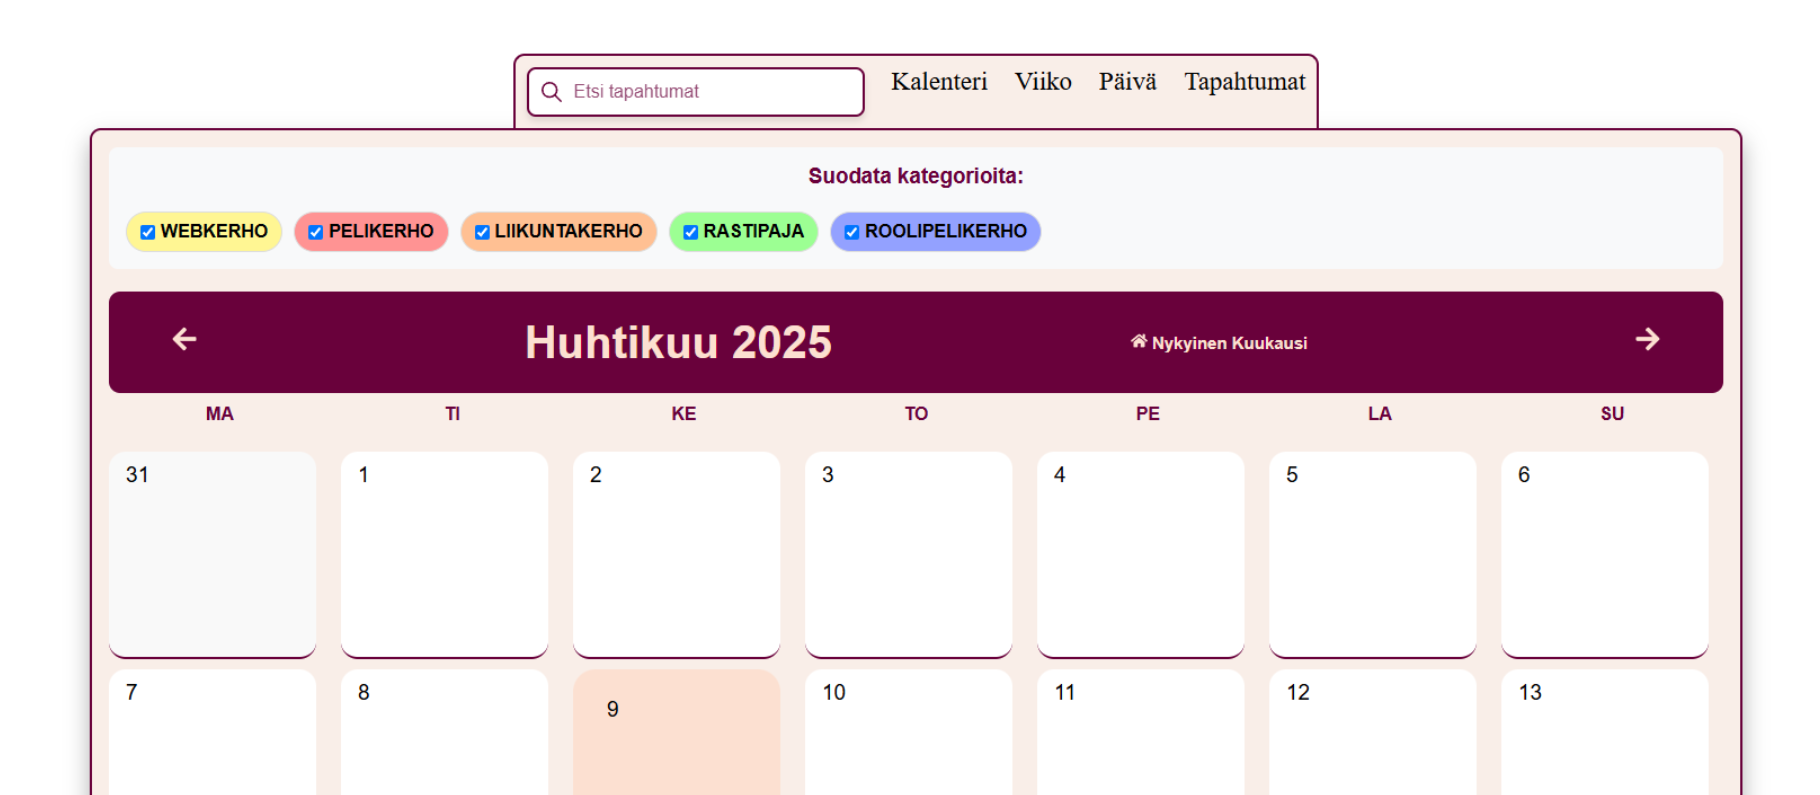 Etsi tapahtumat Kalenteri Viiko Päivä Tapahtumat
Suodata kategorioita:
WEBKERHO PELIKERHO LIIKUNTAKERHO RASTIPAJA ROOLIPELIKERHO
Huhtikuu 2025 Nykyinen Kuukausi
MA TI KE TO PE LA SU
31 1 2 3 4 5 6
7 8 9 10 11 12 13